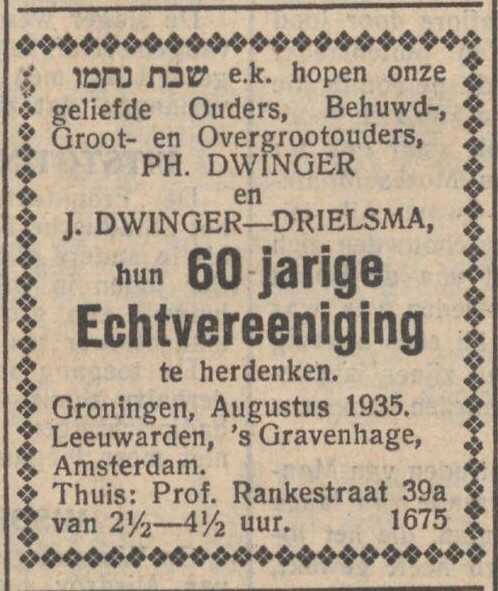 שבת נחמו e.k. hopen onze
geliefde Ouders, Behuwd-,
Groot- en Overgrootouders,
PH. DWINGER
en
J. DWINGER—DRIELSMA,
hun 60-jarige
Echtvereeniging
te herdenken.
Groningen, Augustus 1935.
Leeuwarden, 's Gravenhage,
Amsterdam.
Thuis: Prof. Rankestraat 39a
van 2½—4½ uur. 1675